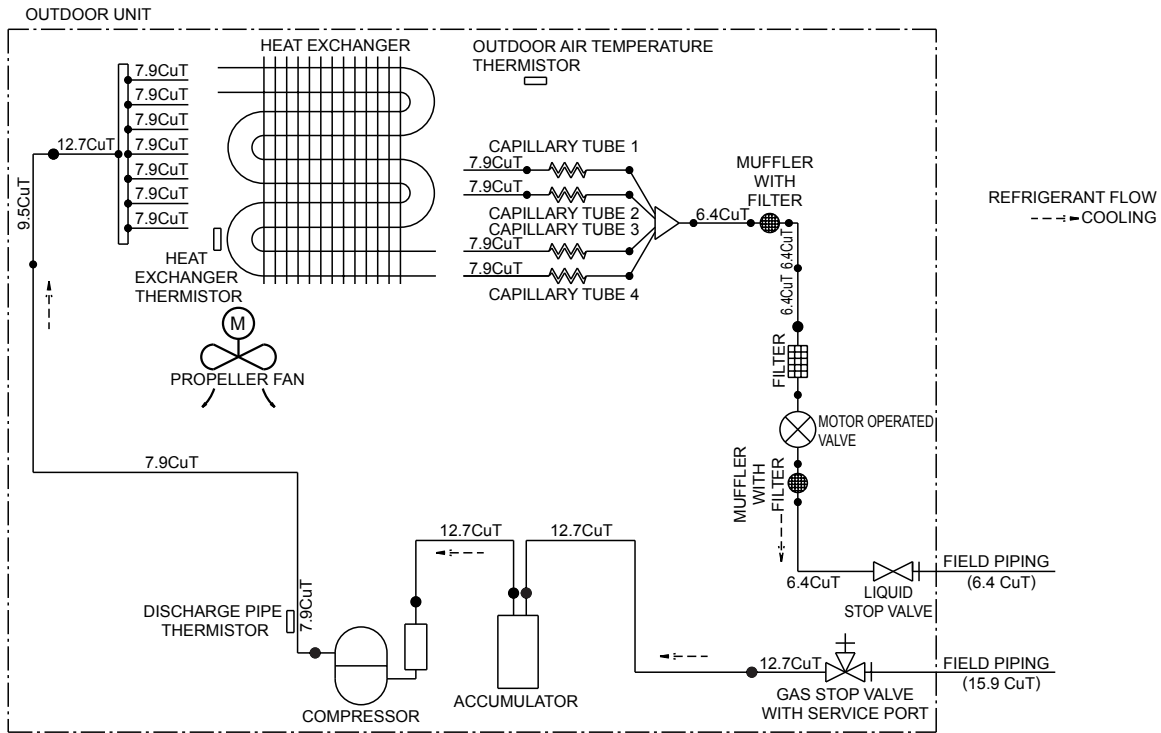 OUTDOOR UNIT
HEAT EXCHANGER
OUTDOOR AIR TEMPERATURE
THERMISTOR
7.9CuT
7.9CuT
7.9CuT
7.9CuT
7.9CuT
7.9CuT
7.9CuT
12.7CuT
9.5CuT
HEAT
EXCHANGER
THERMISTOR
M
PROPELLER FAN
CAPILLARY TUBE 1
7.9CuT
7.9CuT
CAPILLARY TUBE 2
CAPILLARY TUBE 3
7.9CuT
7.9CuT
CAPILLARY TUBE 4
6.4CuT
MUFFLER
WITH
FILTER
6.4CuT
6.4CuT
REFRIGERANT FLOW
COOLING
FILTER
MOTOR OPERATED
VALVE
MUFFLER
WITH
FILTER
7.9CuT
12.7CuT
12.7CuT
6.4CuT
LIQUID
STOP VALVE
FIELD PIPING
(6.4 CuT)
DISCHARGE PIPE
THERMISTOR
7.9CuT
COMPRESSOR
ACCUMULATOR
12.7CuT
GAS STOP VALVE
WITH SERVICE PORT
FIELD PIPING
(15.9 CuT)